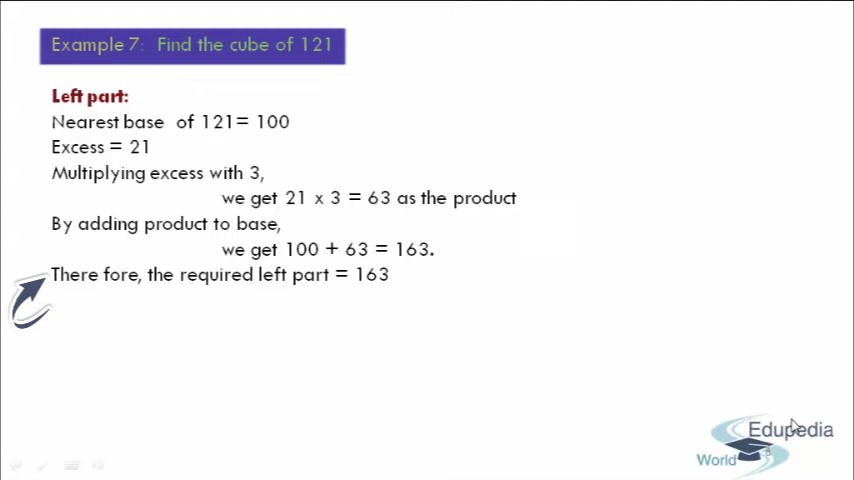 Example 7: Find the cube of 121
Left part:
Nearest base of 121= 100
Excess = 21
Multiplying excess with 3,
we get 21 x 3 = 63 as the product
By adding product to base,
we get 100 + 63 = 163.
There fore, the required left part = 163
Edupedia
World